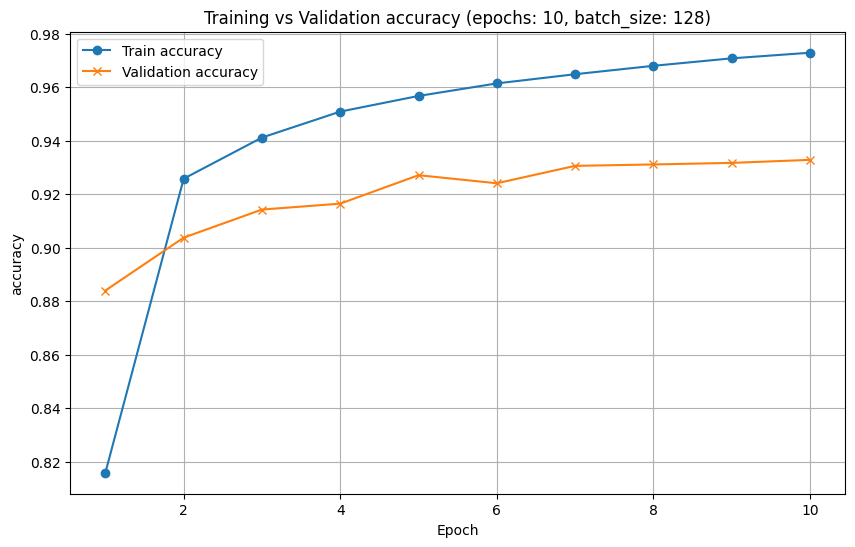 Training vs Validation accuracy (epochs: 10, batch_size: 128)
Train accuracy
Validation accuracy
accuracy
0.98
0.96
0.94
0.92
0.90
0.88
0.86
0.84
0.82
2 4 6 8 10
Epoch